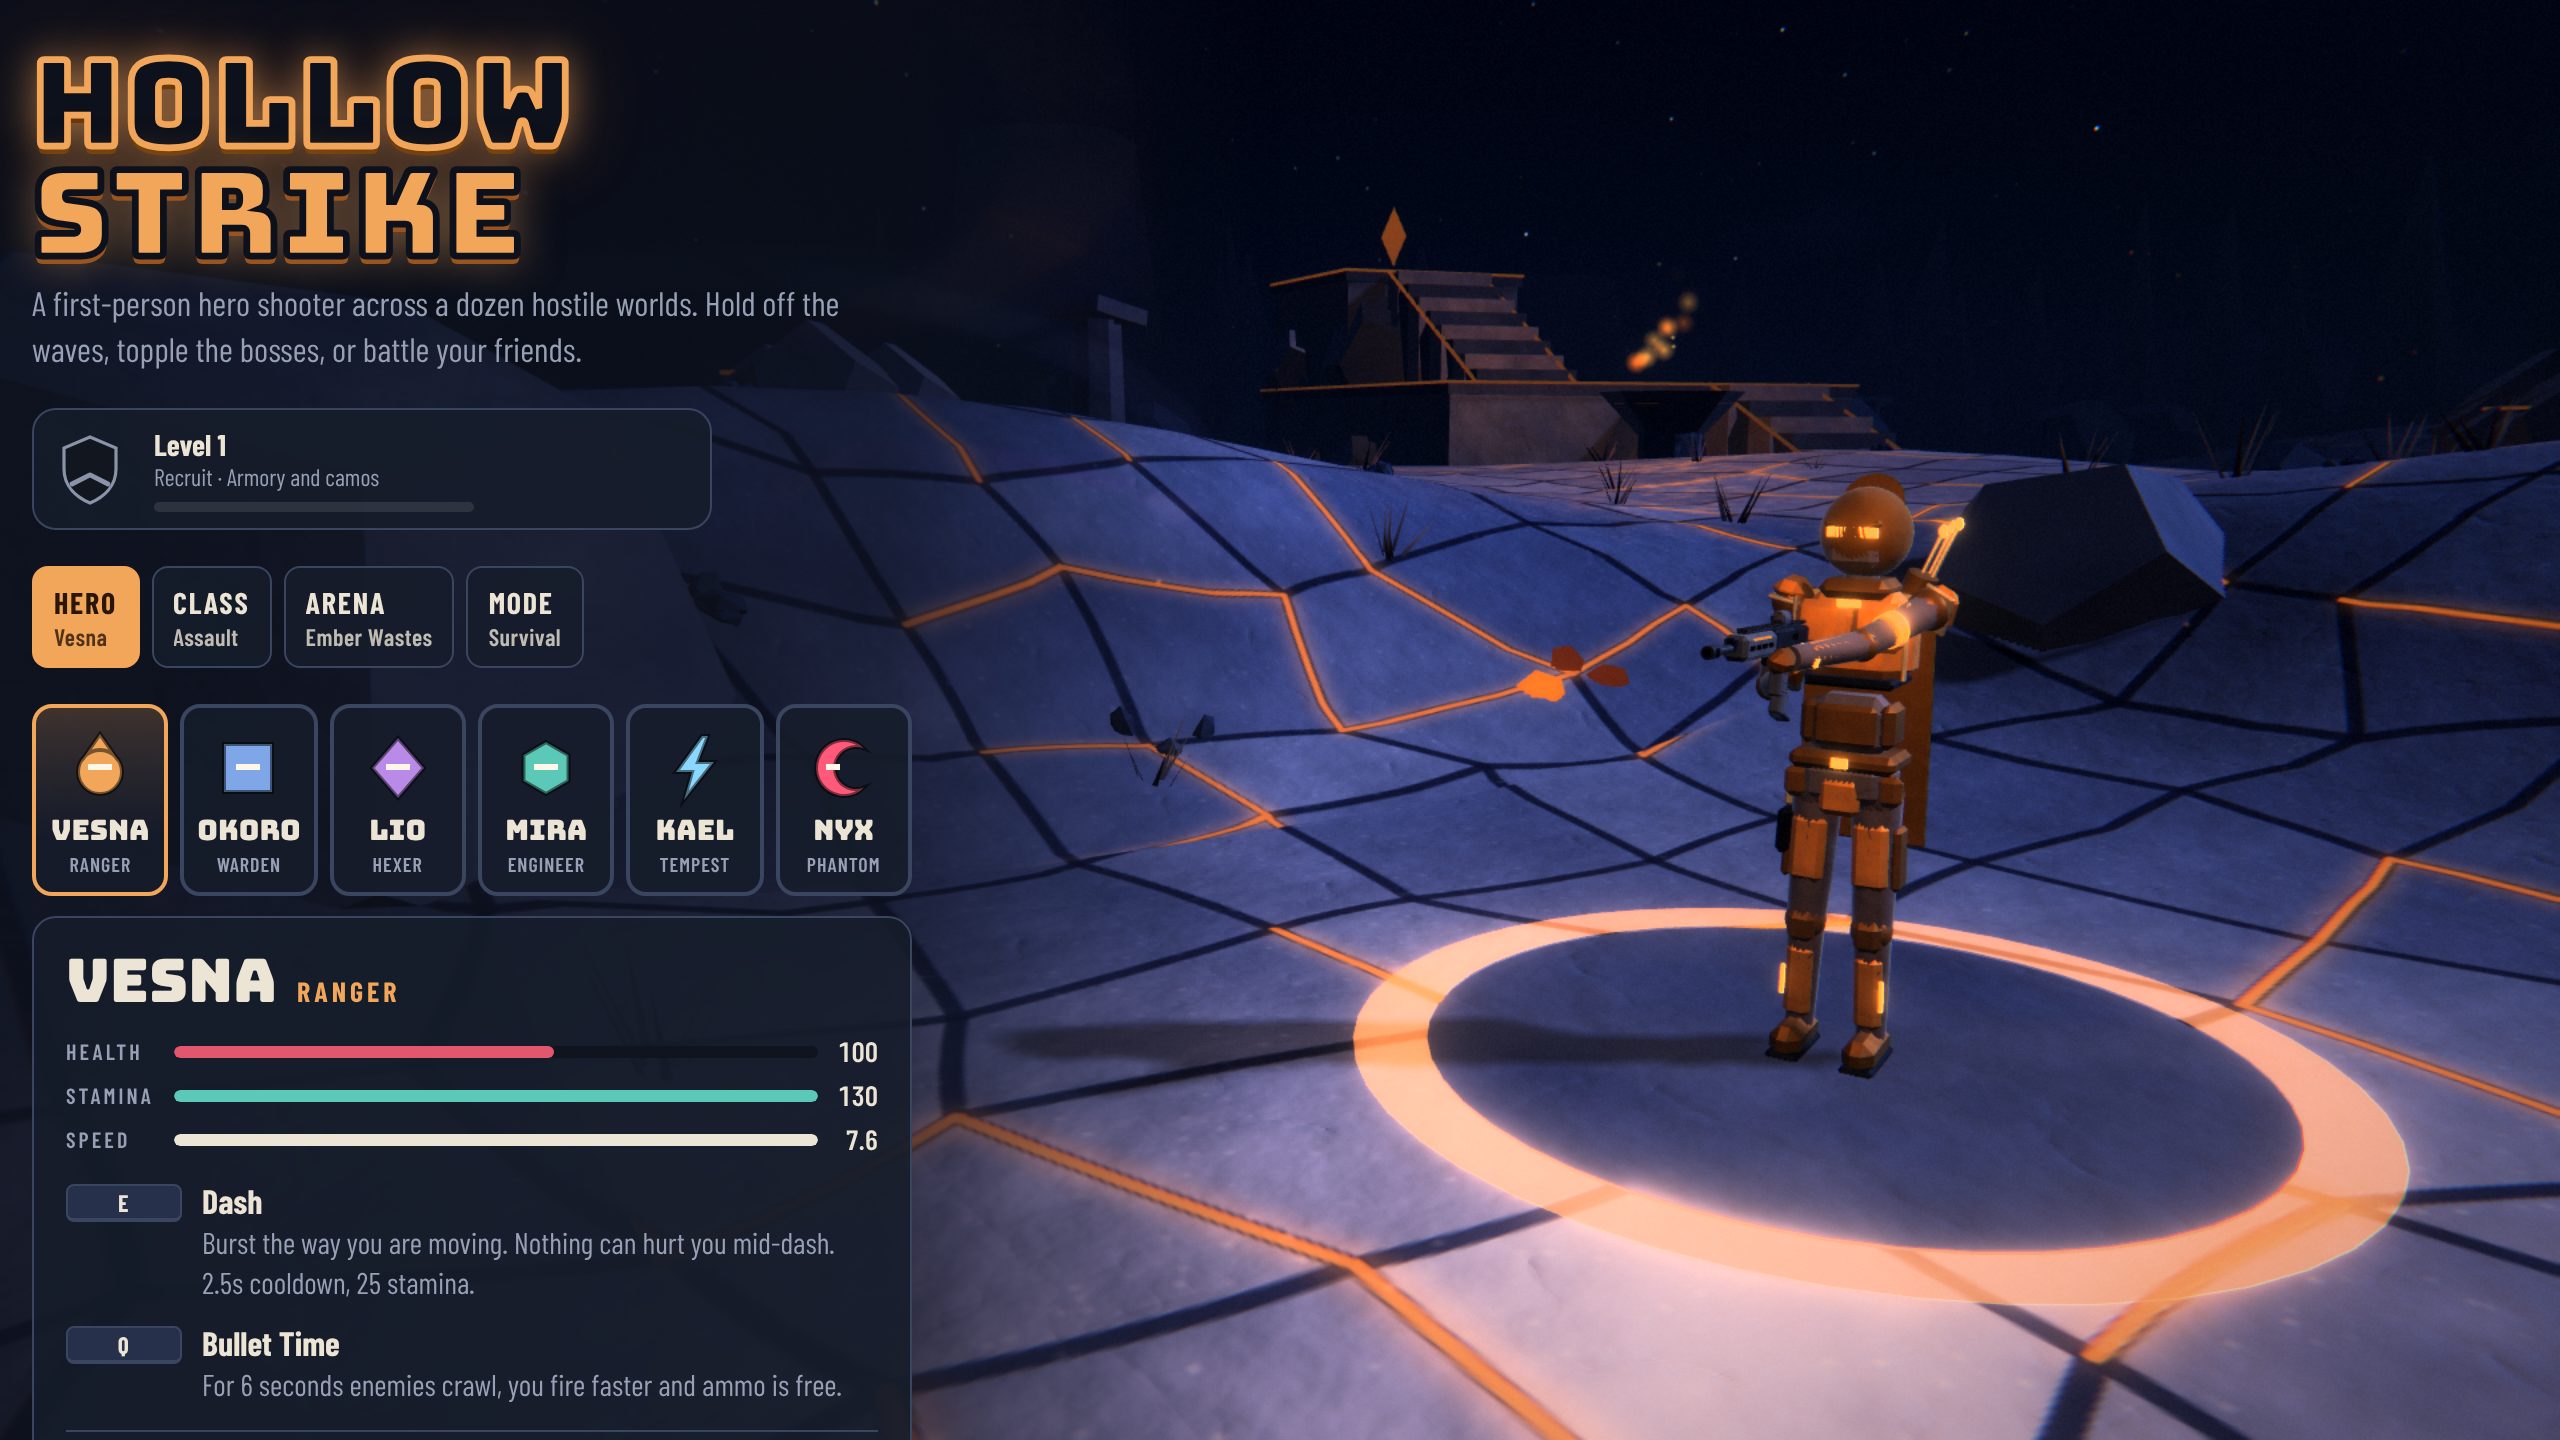 HOLLOW
STRIKE
A first-person hero shooter across a dozen hostile worlds. Hold off the
waves, topple the bosses, or battle your friends.
Level 1
Recruit · Armory and camos
HERO
Vesna
CLASS
Assault
ARENA
Ember Wastes
MODE
Survival
VESNA
RANGER
OKORO
WARDEN
LIO
HEXER
MIRA
ENGINEER
KAEL
TEMPEST
NYX
PHANTOM
VESNA RANGER
HEALTH 100
STAMINA 130
SPEED 7.6
E Dash
Burst the way you are moving. Nothing can hurt you mid-dash.
2.5s cooldown, 25 stamina.
Q Bullet Time
For 6 seconds enemies crawl, you fire faster and ammo is free.